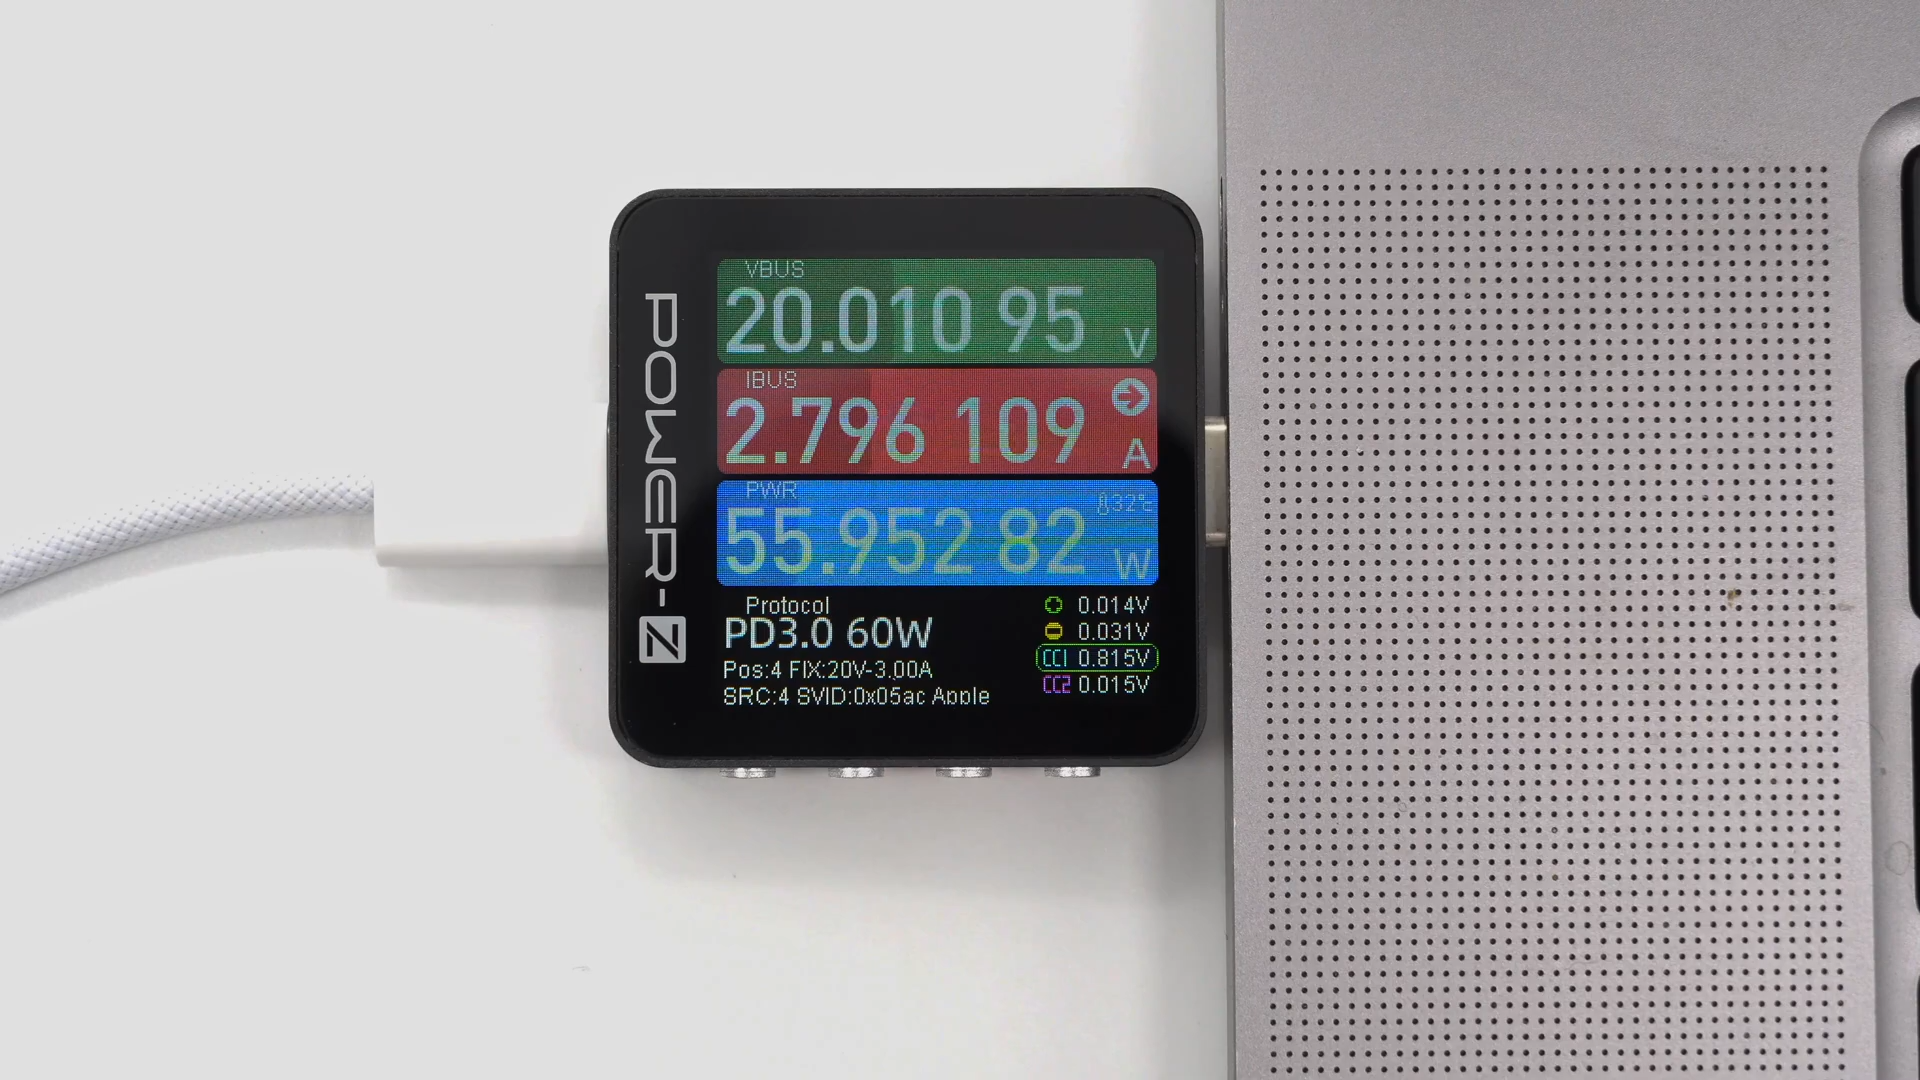 POWER-Z
VBUS
20.010 95 V
IBUS
2.796 109 A
PWR
32°C
55.952 82 W
Protocol
PD3.0 60W
Pos:4 FIX:20V-3.00A
SRC:4 SVID:0x05ac Apple
0.014V
0.031V
CC1 0.815V
CC2 0.015V